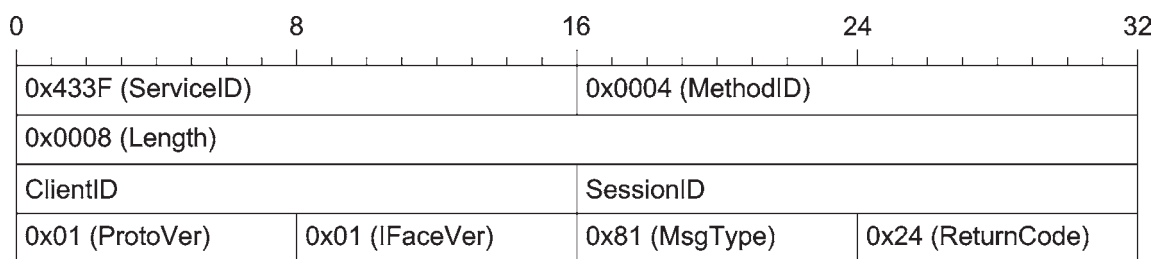 0 8 16 24 32
0x433F (ServiceID) 0x0004 (MethodID)
0x0008 (Length)
ClientID SessionID
0x01 (ProtoVer) 0x01 (IFaceVer) 0x81 (MsgType) 0x24 (ReturnCode)